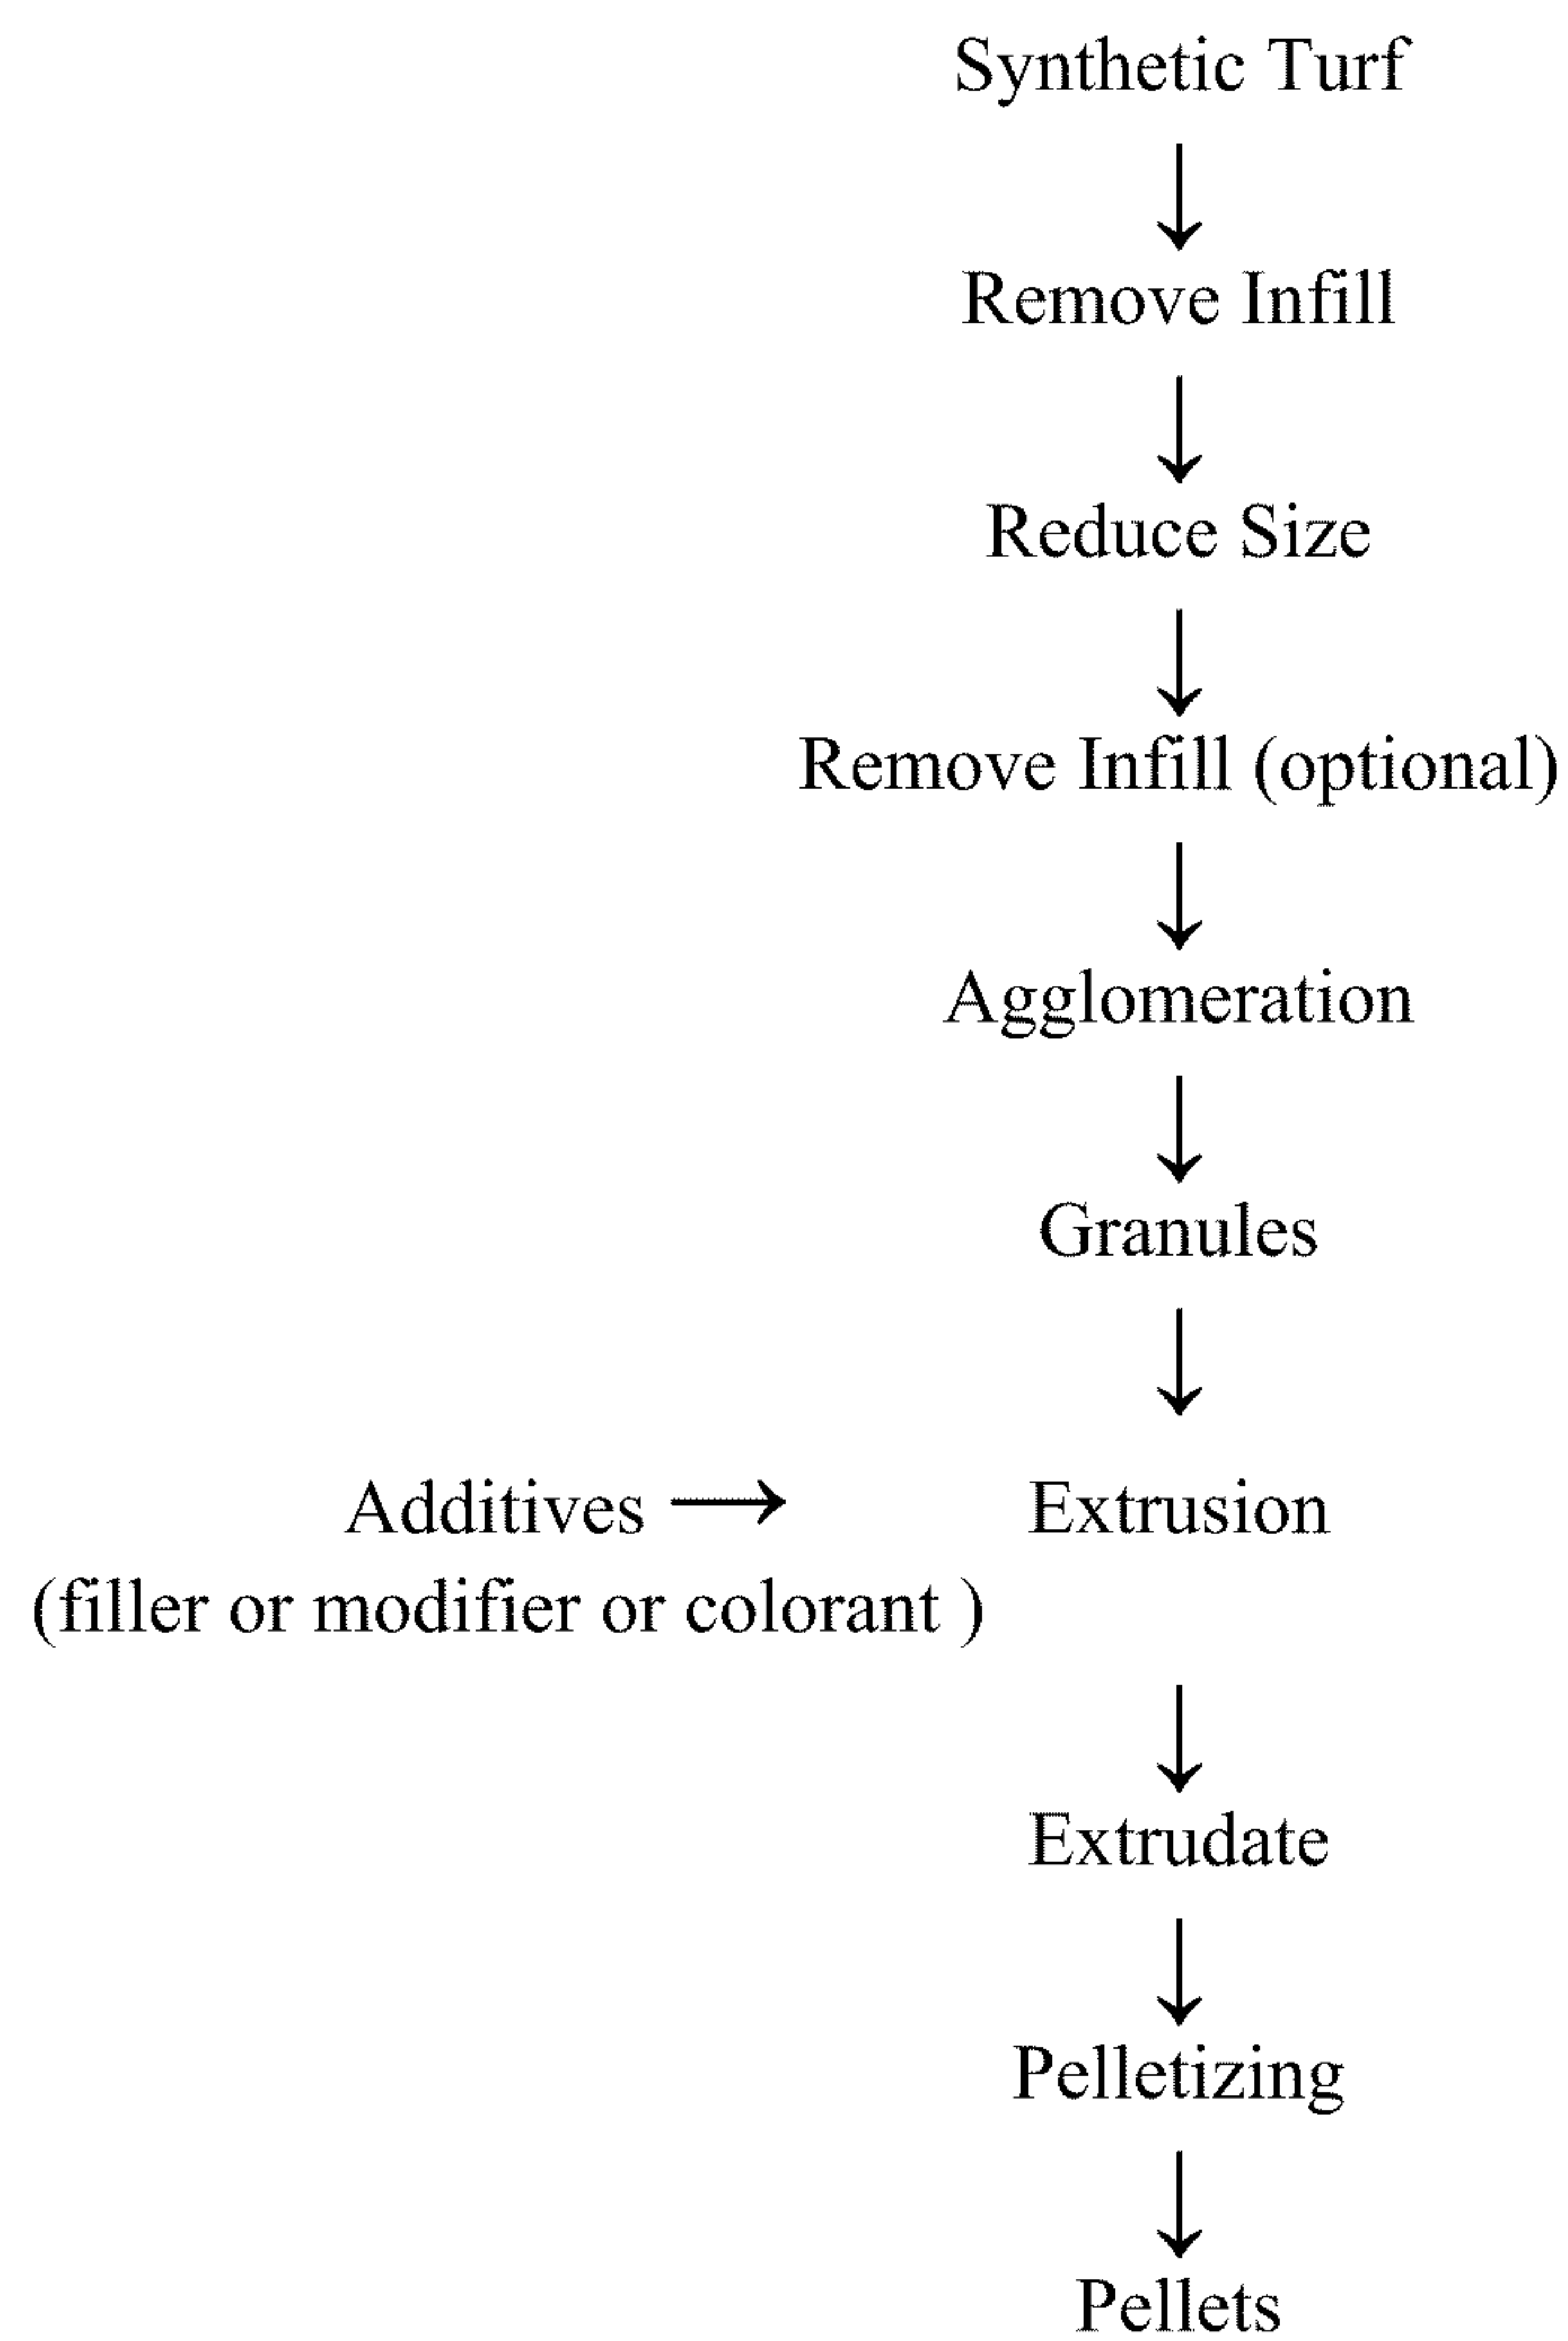 Synthetic Turf
Remove Infill
Reduce Size
Remove Infill (optional)
Agglomeration
Granules
Additives → Extrusion
(filler or modifier or colorant )
Extrudate
Pelletizing
Pellets